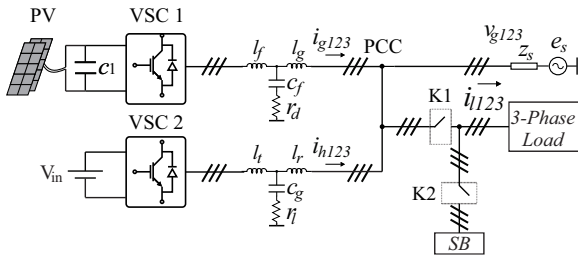 PV
VSC 1
c1
lf
lg
cf
rd
ig123
PCC
vg123
zs
es
K1
il123
3-Phase
Load
VSC 2
Vin
lt
lr
cg
rl
ih123
K2
SB